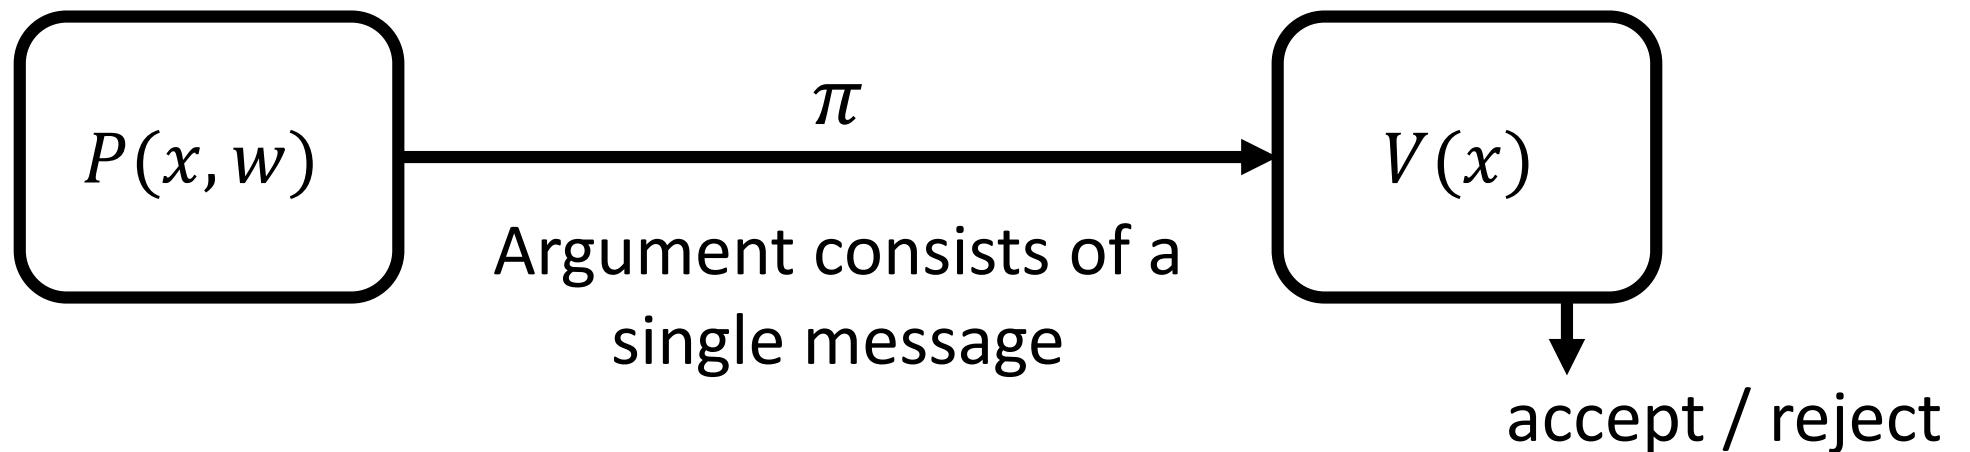 P(x, w)
π
V(x)
Argument consists of a
single message
accept / reject